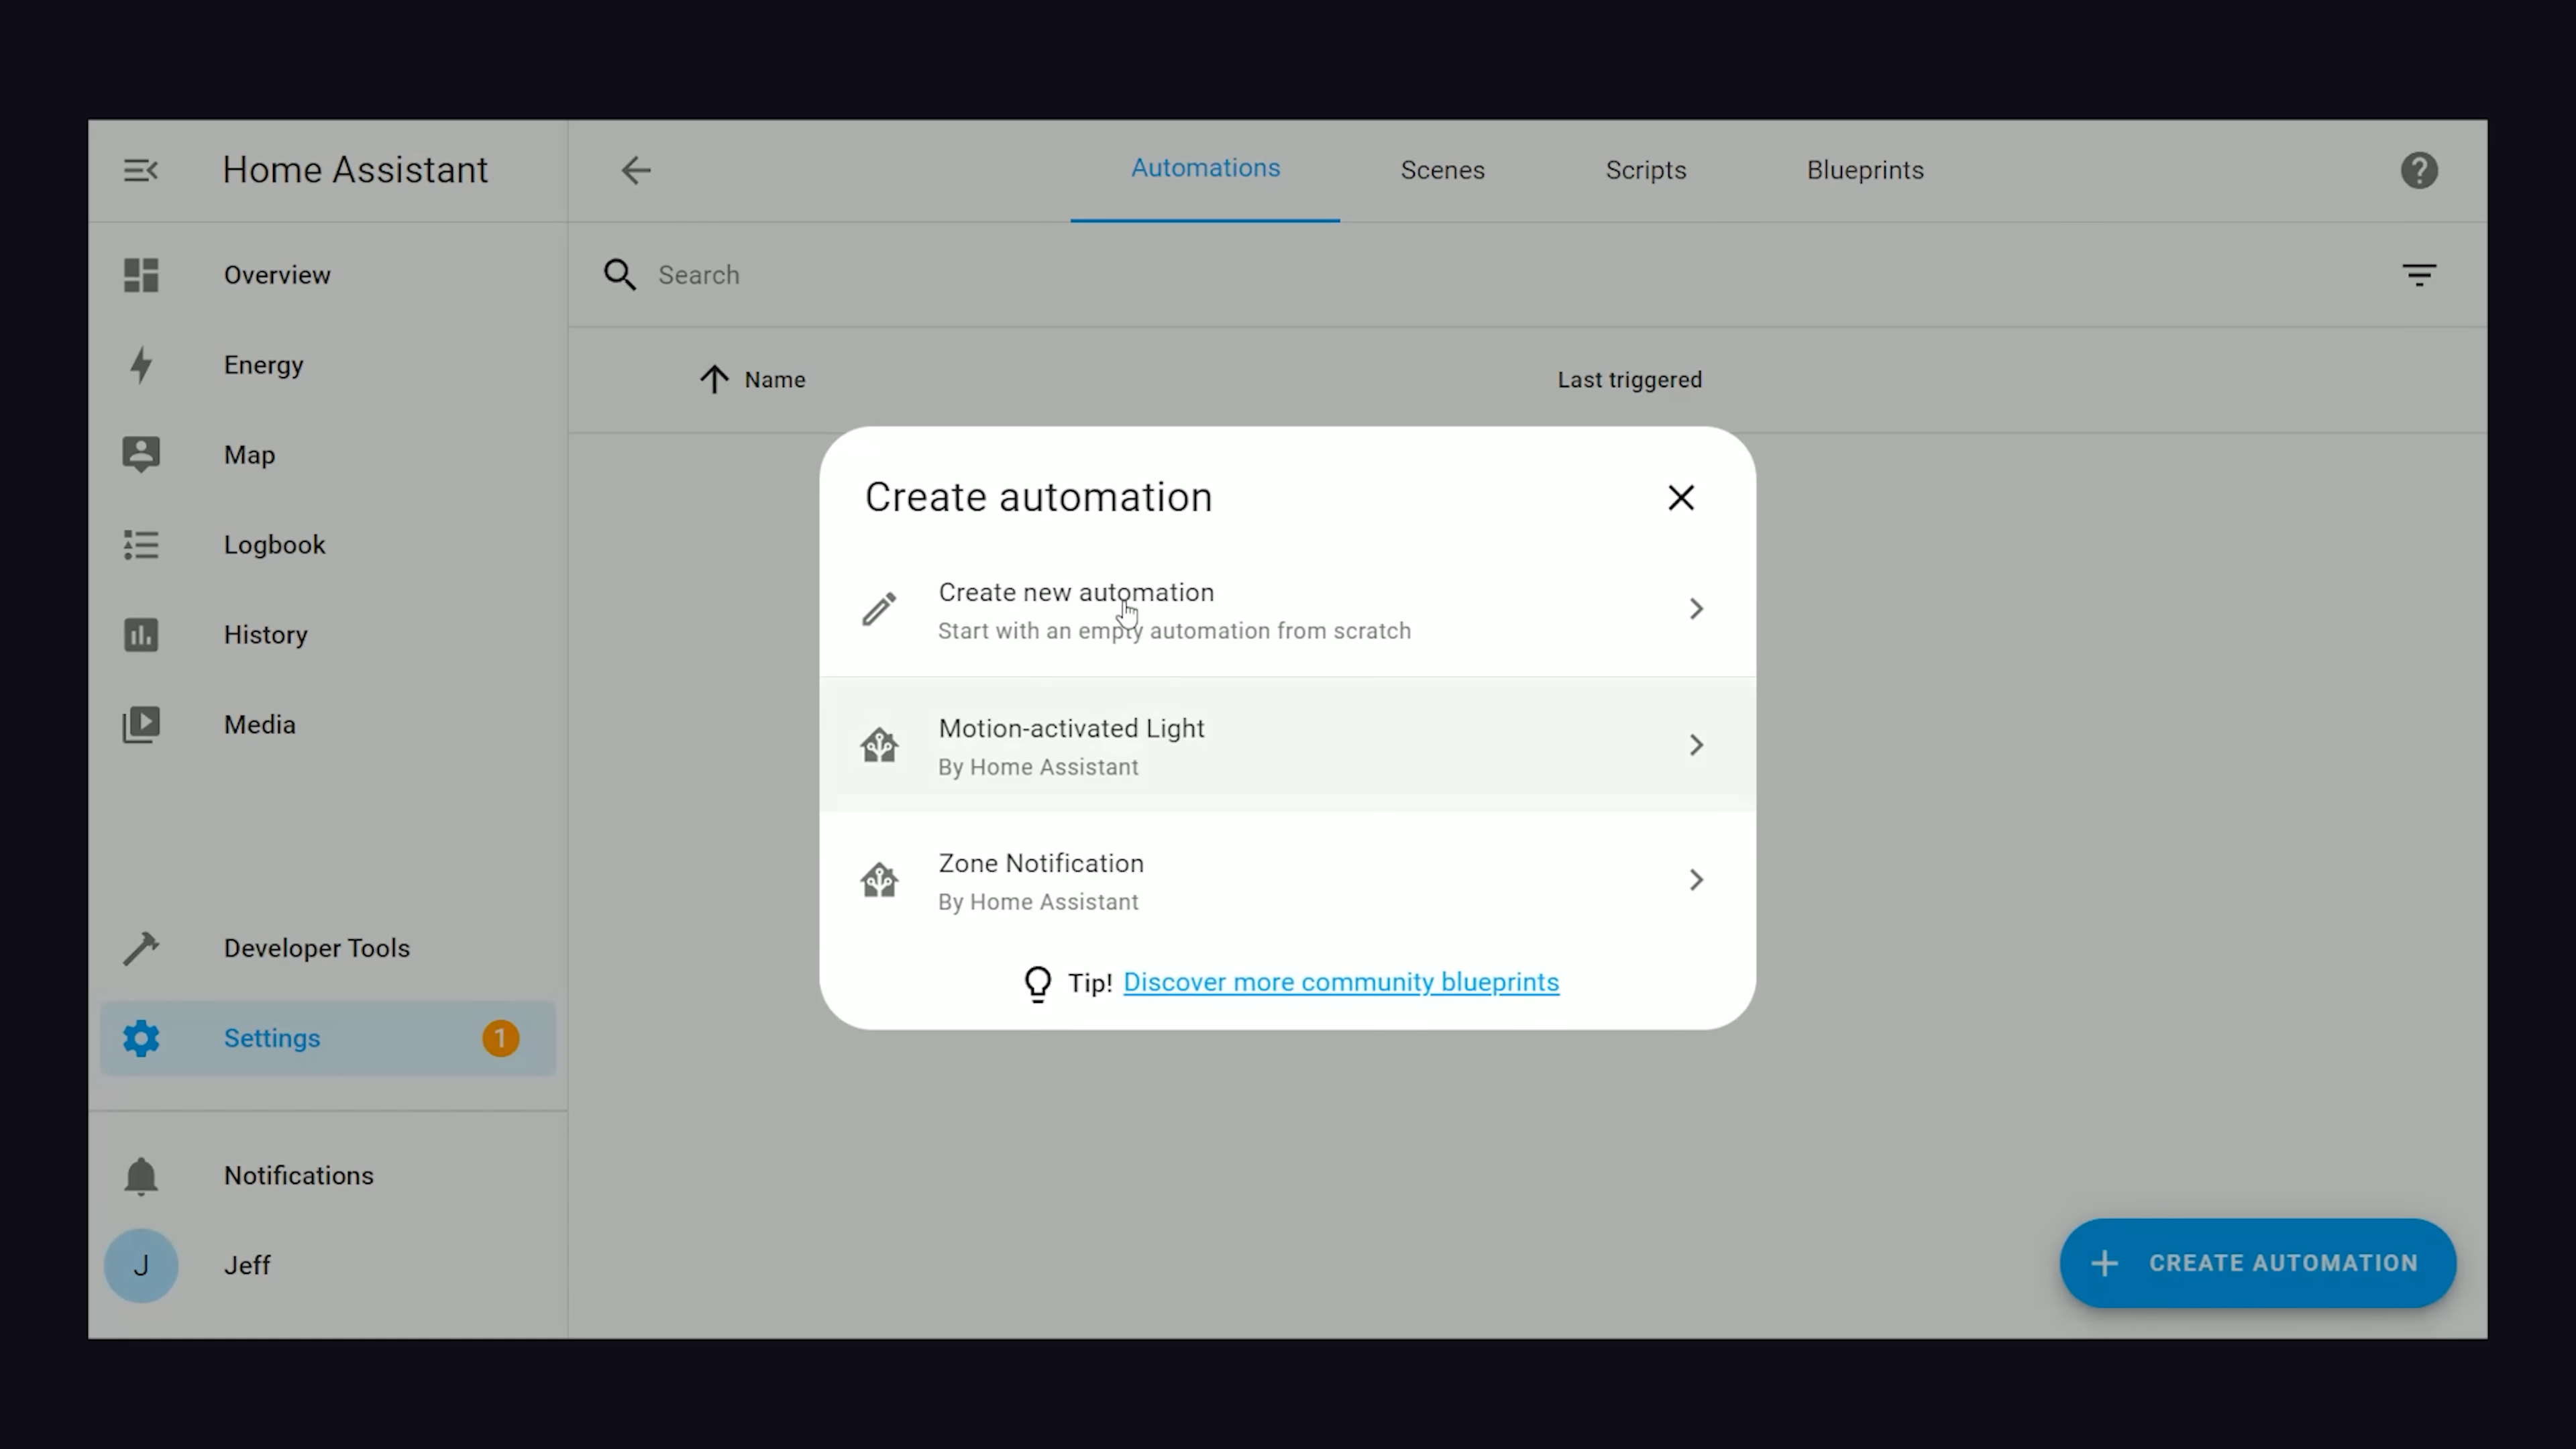 Home Assistant
Automations
Scenes
Scripts
Blueprints
Overview
Energy
Map
Logbook
History
Media
Developer Tools
Settings
1
Notifications
J
Jeff
Search
Name
Last triggered
Create automation
Create new automation
Start with an empty automation from scratch
Motion-activated Light
By Home Assistant
Zone Notification
By Home Assistant
Tip! Discover more community blueprints
CREATE AUTOMATION